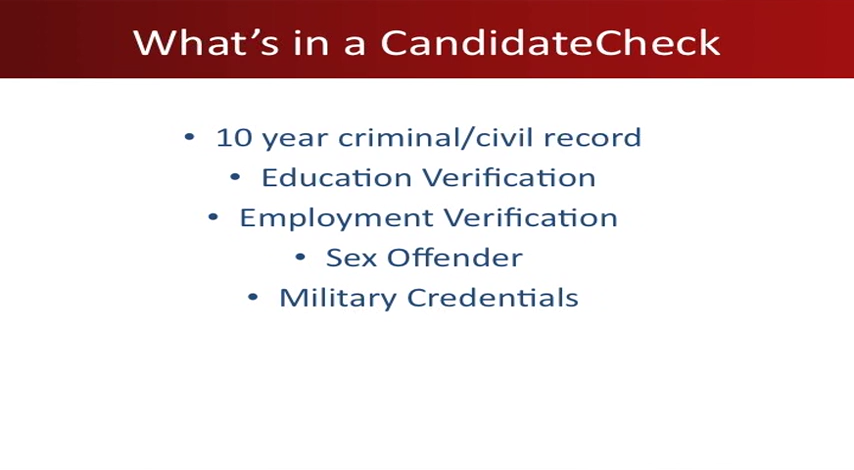 What’s in a CandidateCheck
• 10 year criminal/civil record
• Education Verification
• Employment Verification
• Sex Offender
• Military Credentials